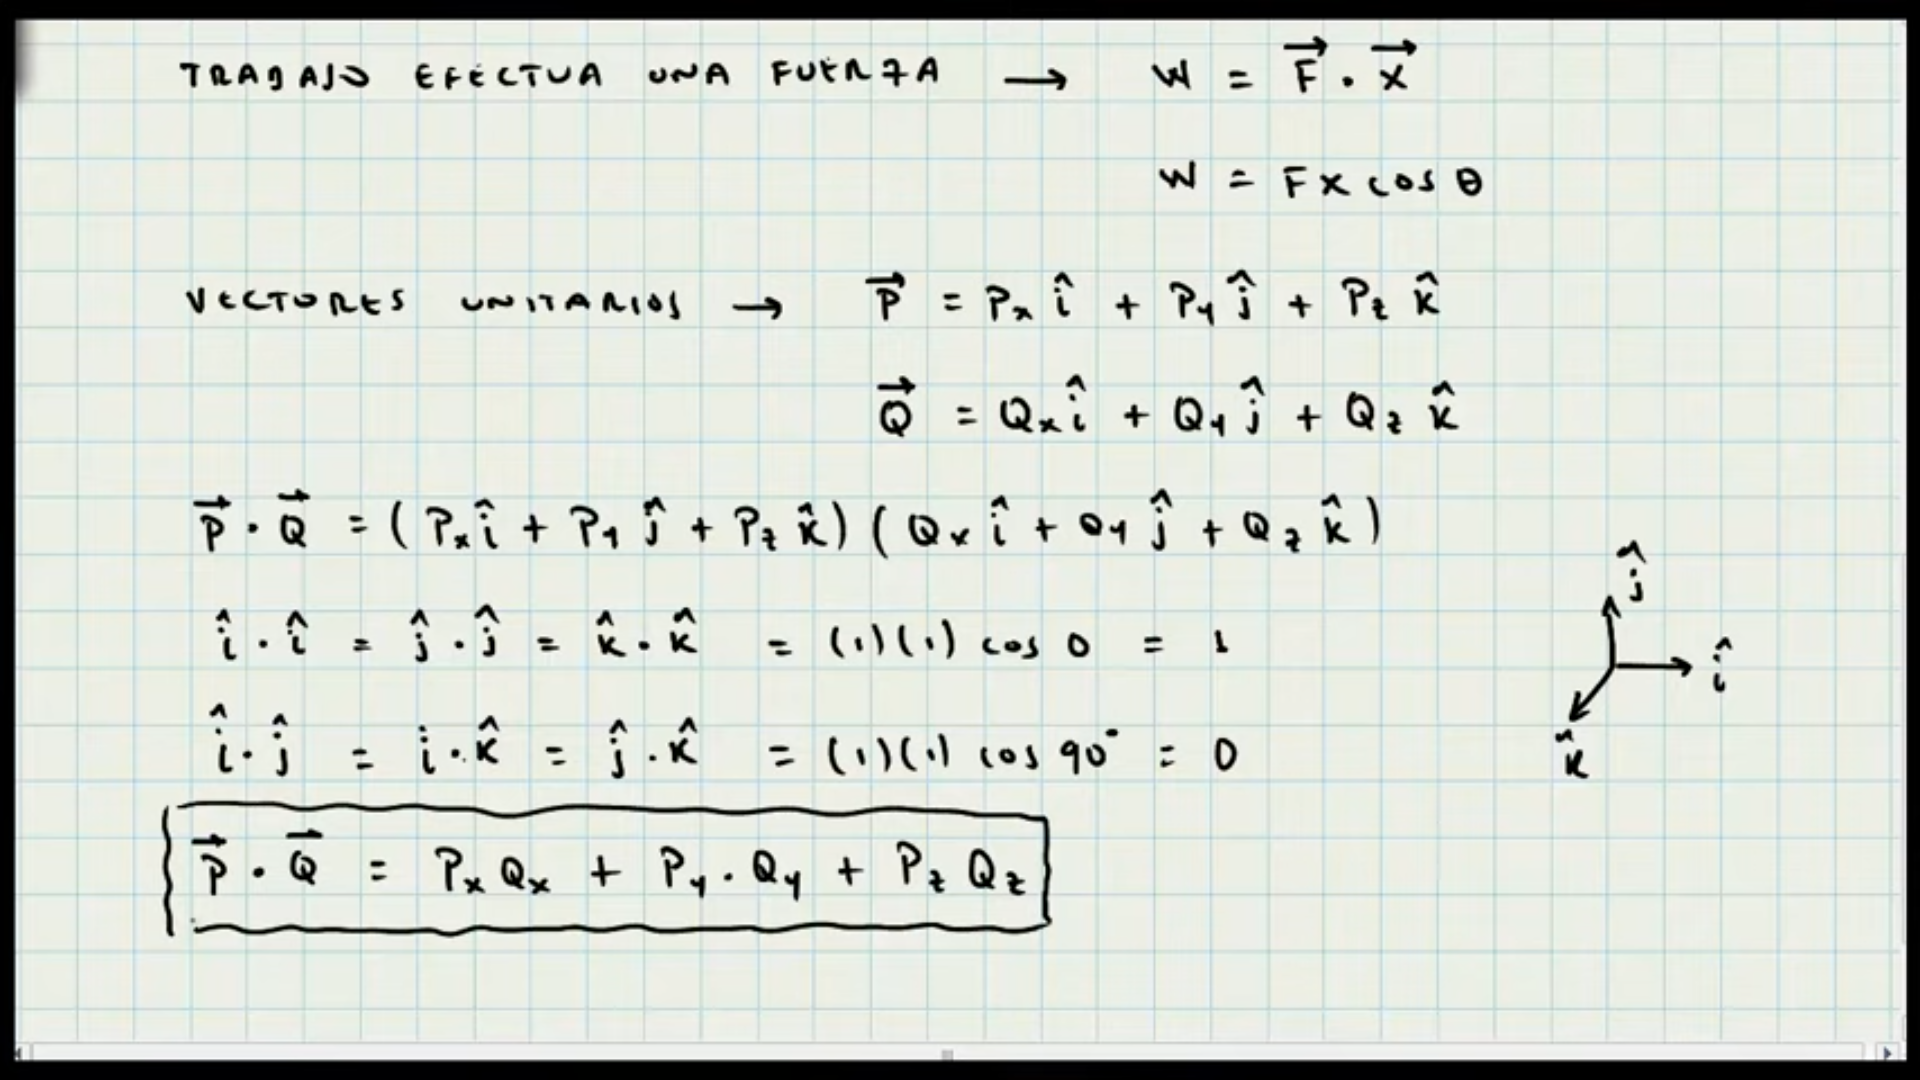 TRABAJO EFECTUA UNA FUERZA → W = F⃗ · x⃗
W = F x cos θ
VECTORES UNITARIOS → P⃗ = Px î + Py ĵ + Pz k̂
Q⃗ = Qx î + Qy ĵ + Qz k̂
P⃗ · Q⃗ = (Px î + Py ĵ + Pz k̂) (Qx î + Qy ĵ + Qz k̂)
î · î = ĵ · ĵ = k̂ · k̂ = (1)(1) cos 0 = 1
î · ĵ = i · k̂ = ĵ · k̂ = (1)(1) cos 90° = 0
P⃗ · Q⃗ = Px Qx + Py · Qy + Pz Qz
ĵ
î
k̂